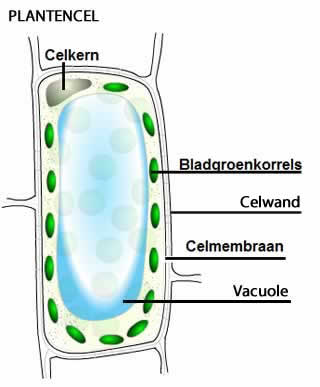 PLANTENCEL
Celkern
Bladgroenkorrels
Celwand
Celmembraan
Vacuole